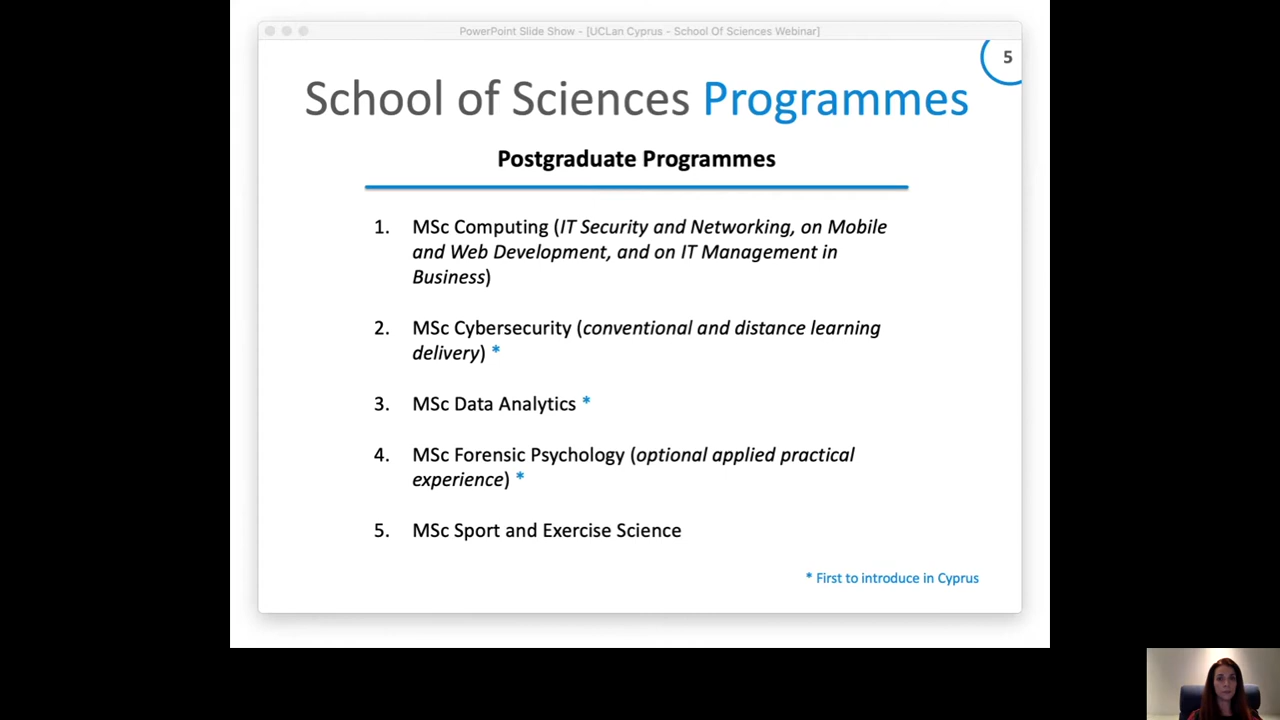 PowerPoint Slide Show - [UCLan Cyprus - School Of Sciences Webinar]
5
School of Sciences Programmes
Postgraduate Programmes
1. MSc Computing (IT Security and Networking, on Mobile
and Web Development, and on IT Management in
Business)
2. MSc Cybersecurity (conventional and distance learning
delivery) *
3. MSc Data Analytics *
4. MSc Forensic Psychology (optional applied practical
experience) *
5. MSc Sport and Exercise Science
* First to introduce in Cyprus